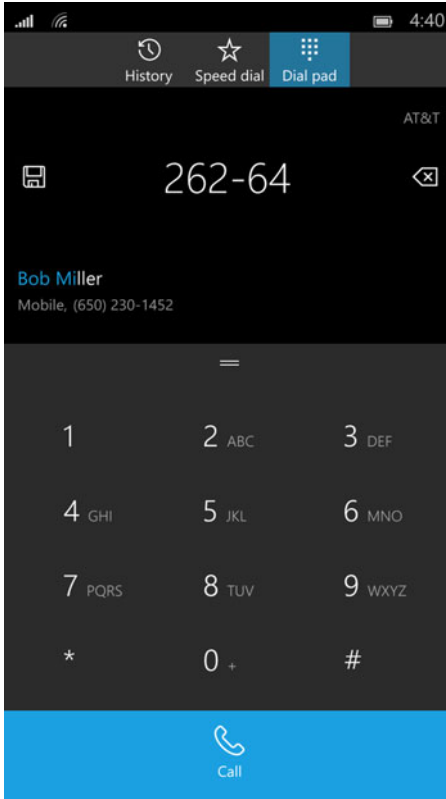 4:40
History Speed dial Dial pad
AT&T
262-64
Bob Miller
Mobile, (650) 230-1452
1 2 ABC 3 DEF
4 GHI 5 JKL 6 MNO
7 PQRS 8 TUV 9 WXYZ
* 0 + #
Call